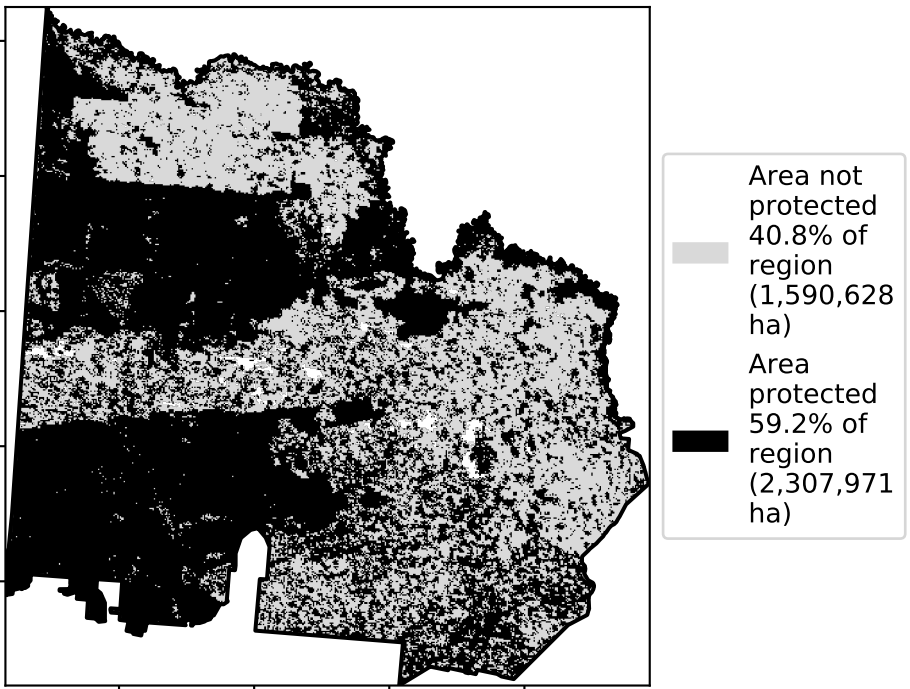 Area not
protected
40.8% of
region
(1,590,628
ha)
Area
protected
59.2% of
region
(2,307,971
ha)